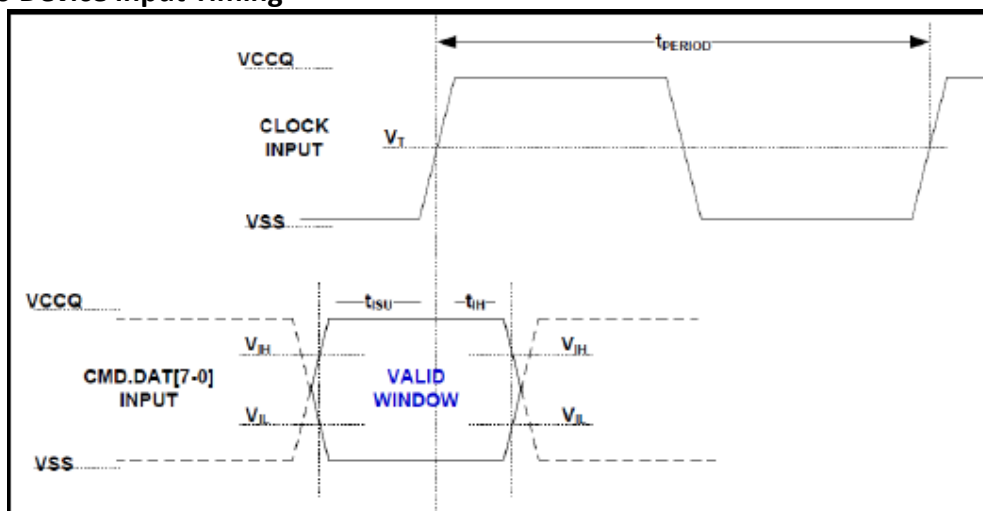 Device Input Timing
tPERIOD
VCCQ
CLOCK
INPUT
VT
VSS
VCCQ
tISU
tIH
VIH
VIH
CMD.DAT[7-0]
INPUT
VALID
WINDOW
VIL
VIL
VSS